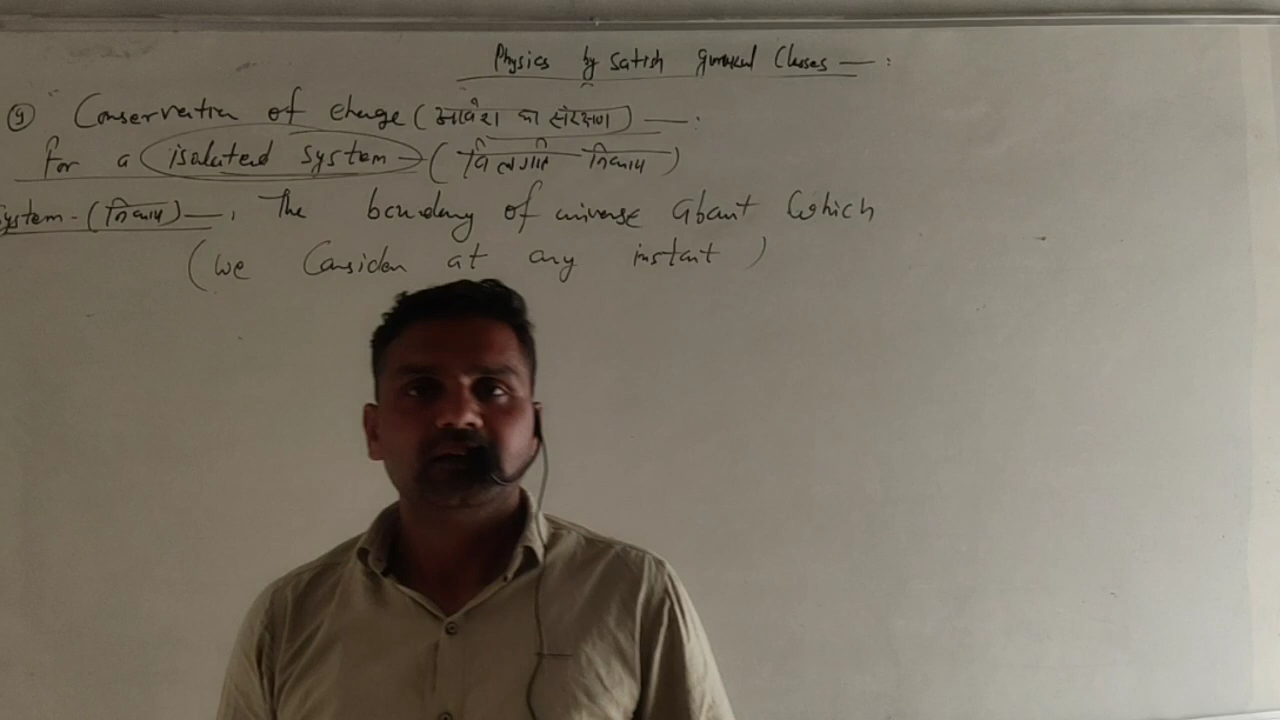 Physics by Satish Gurukul Classes — :
9 Conservation of charge (आवेश का संरक्षण) — :
For a isolated system → (विलगित निकाय)
System - (निकाय) — , The boundary of universe about which
(we Consider at any instant )